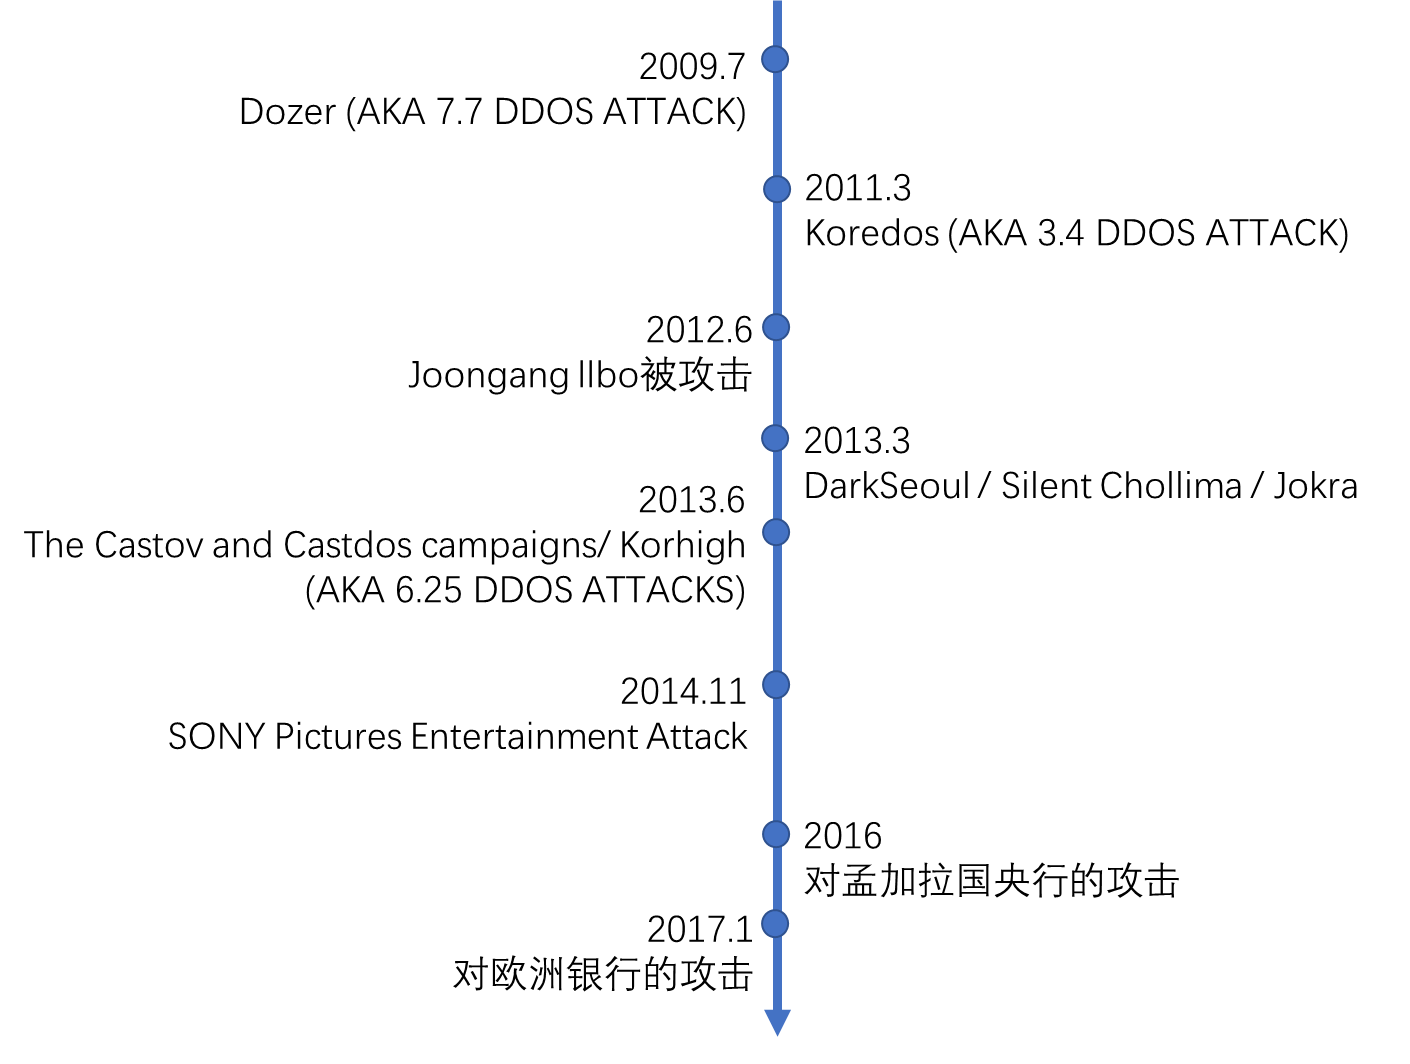 2009.7
Dozer (AKA 7.7 DDOS ATTACK)
2011.3
Koredos (AKA 3.4 DDOS ATTACK)
2012.6
Joongang llbo被攻击
2013.3
DarkSeoul / Silent Chollima / Jokra
2013.6
The Castov and Castdos campaigns/ Korhigh
(AKA 6.25 DDOS ATTACKS)
2014.11
SONY Pictures Entertainment Attack
2016
对孟加拉国央行的攻击
2017.1
对欧洲银行的攻击